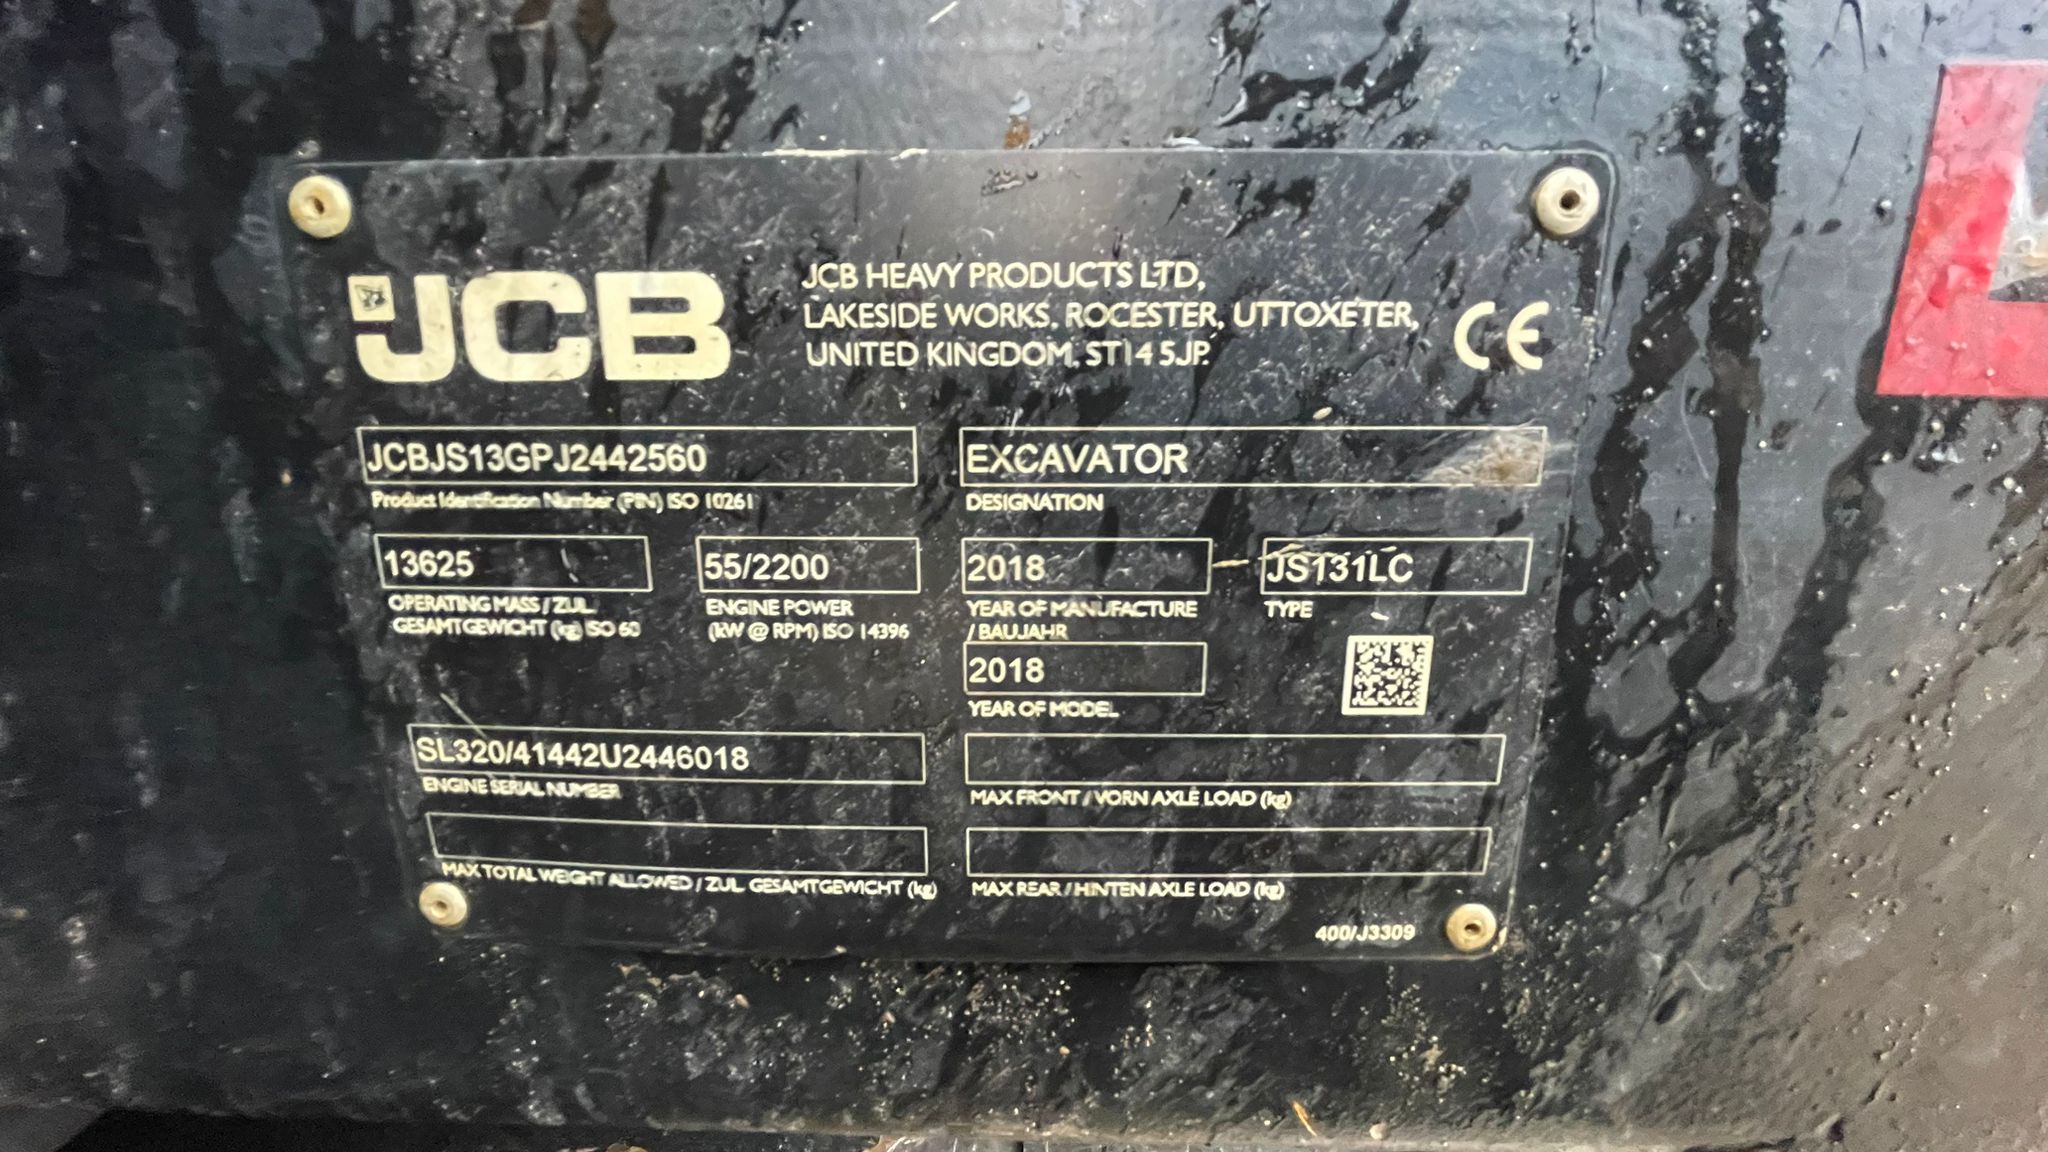 JCB
JCB HEAVY PRODUCTS LTD,
LAKESIDE WORKS, ROCESTER, UTTOXETER,
UNITED KINGDOM, ST14 5JP.
CE
JCBJS13GPJ2442560
Product Identification Number (PIN) ISO 10261
EXCAVATOR
DESIGNATION
13625
OPERATING MASS / ZUL.
GESAMTGEWICHT (kg) ISO 60
55/2200
ENGINE POWER
(kW @ RPM) ISO 14396
2018
YEAR OF MANUFACTURE
/ BAUJAHR
JS131LC
TYPE
2018
YEAR OF MODEL
SL320/41442U2446018
ENGINE SERIAL NUMBER
MAX FRONT / VORN AXLE LOAD (kg)
MAX TOTAL WEIGHT ALLOWED / ZUL. GESAMTGEWICHT (kg)
MAX REAR / HINTEN AXLE LOAD (kg)
400/J3309